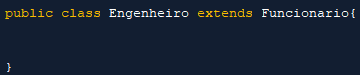 public class Engenheiro extends Funcionario{
}